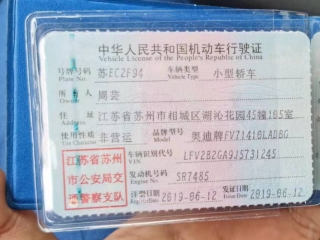 中华人民共和国机动车行驶证
Vehicle License of the People's Republic of China
号牌号码 苏EC2F94 车辆类型 小型轿车
Plate No. Vehicle Type
所有人
Owner
住 址 江苏省苏州市相城区湖沁花园45幢105室
Address
使用性质 非营运 品牌型号 奥迪牌FV71410LADBG
Use Character Model
江苏省苏州
市公安局交
通警察支队
车辆识别代号 LFV2B2GA9J5731245
VIN
发动机号码 SR7485
Engine No.
注册日期 2019-06-12 发证日期 2019-06-12
Register Date Issue Date